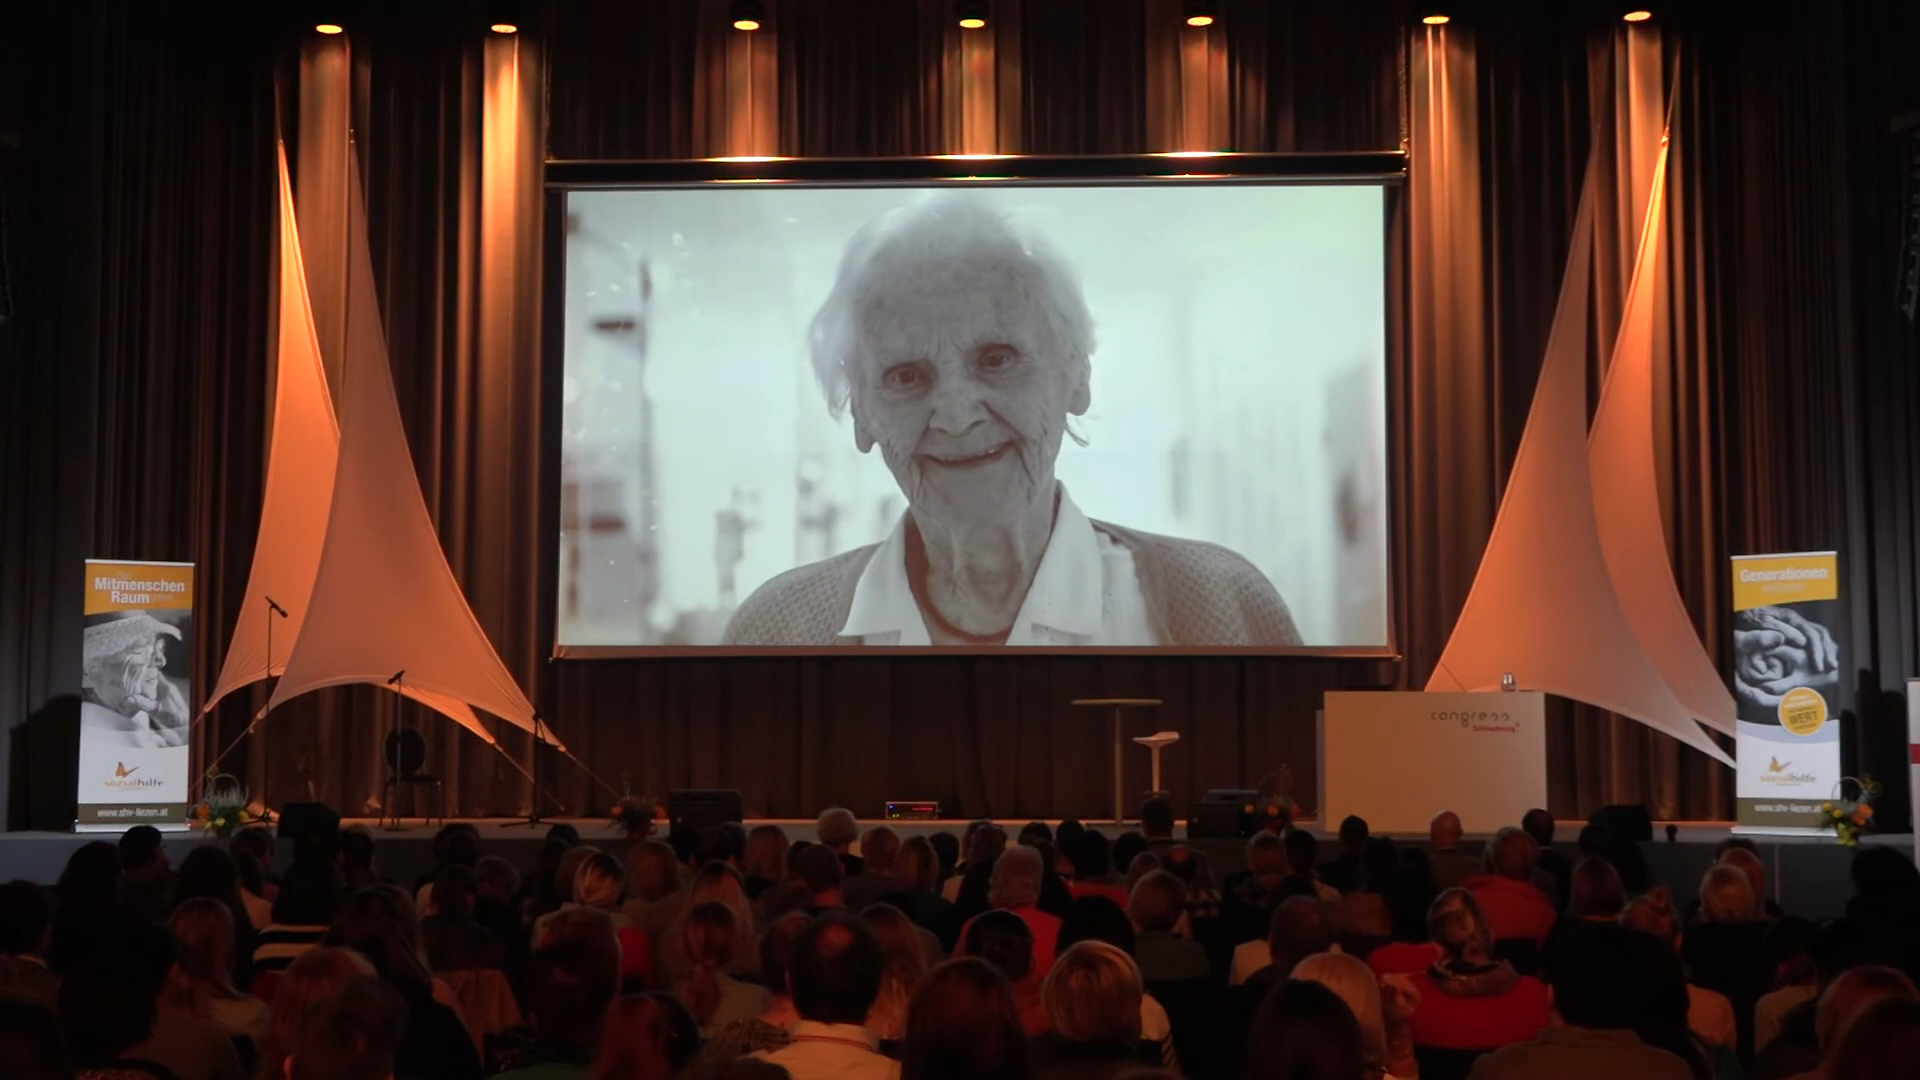 Mitmenschen
Raum
sozialhilfe
www.shv-liezen.at
congress
Schladming
Generationen
WERT
sozialhilfe
www.shv-liezen.at